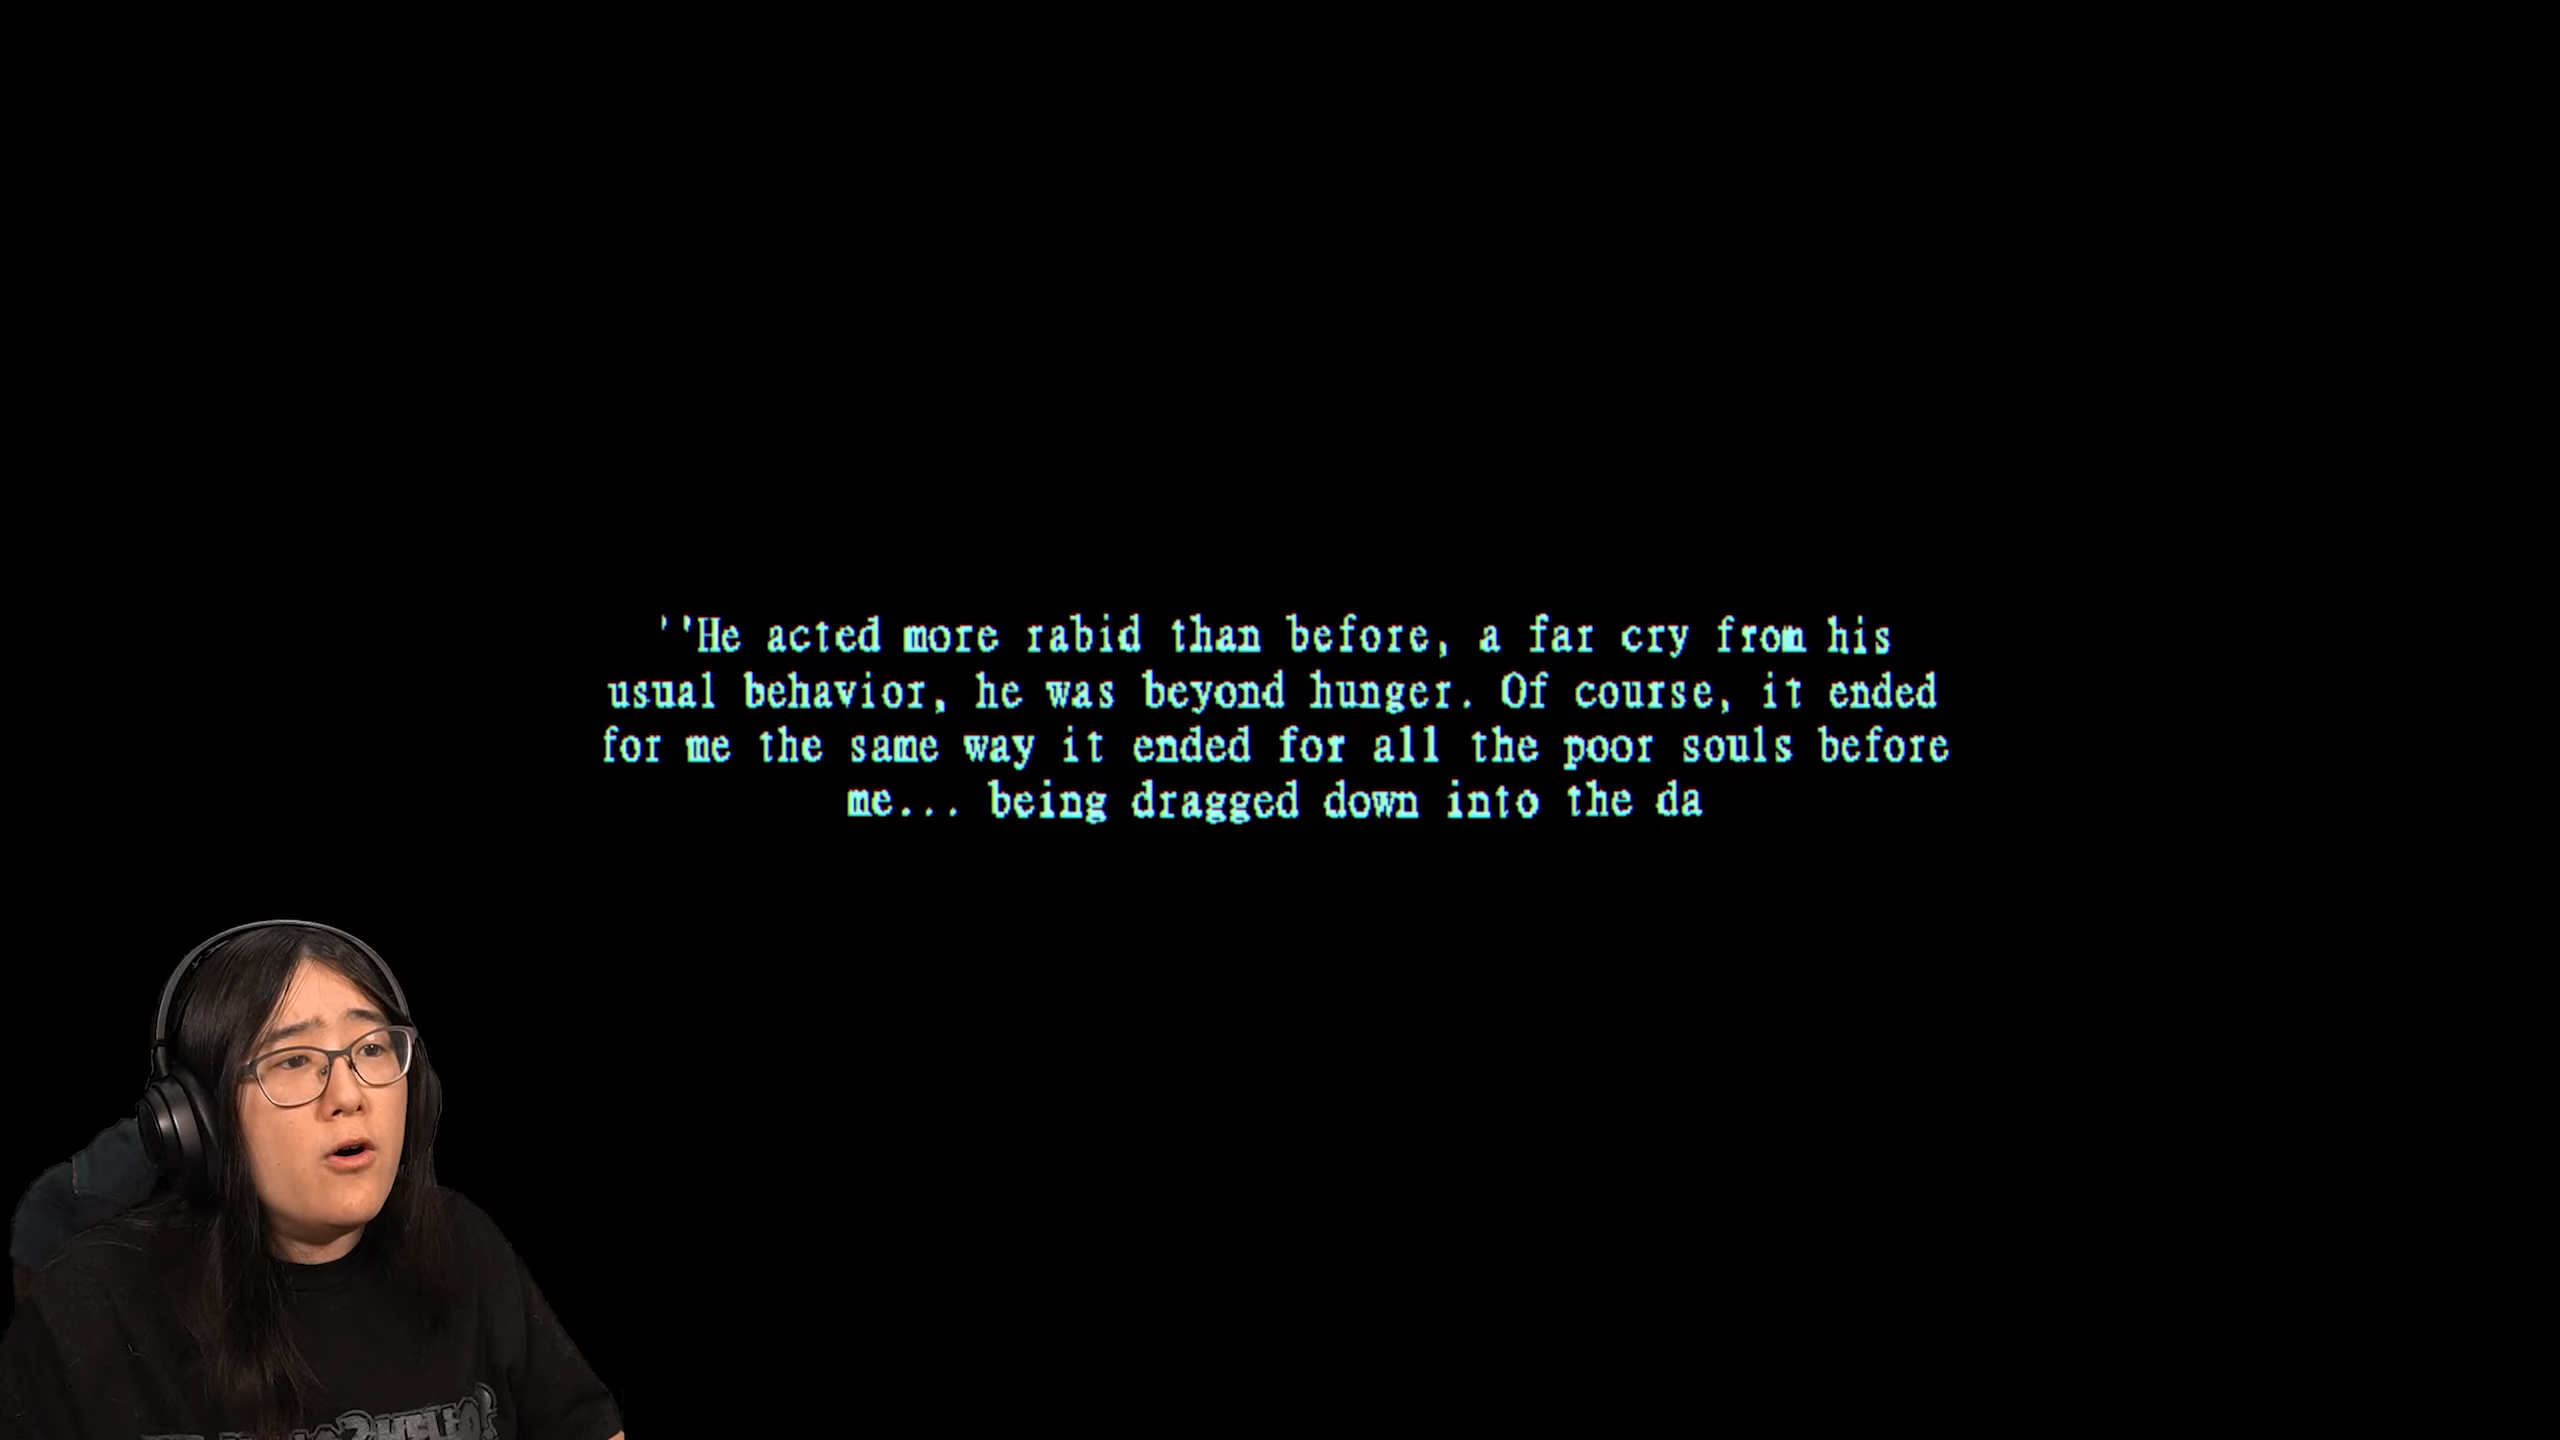 ''He acted more rabid than before, a far cry from his
usual behavior, he was beyond hunger. Of course, it ended
for me the same way it ended for all the poor souls before
me... being dragged down into the da